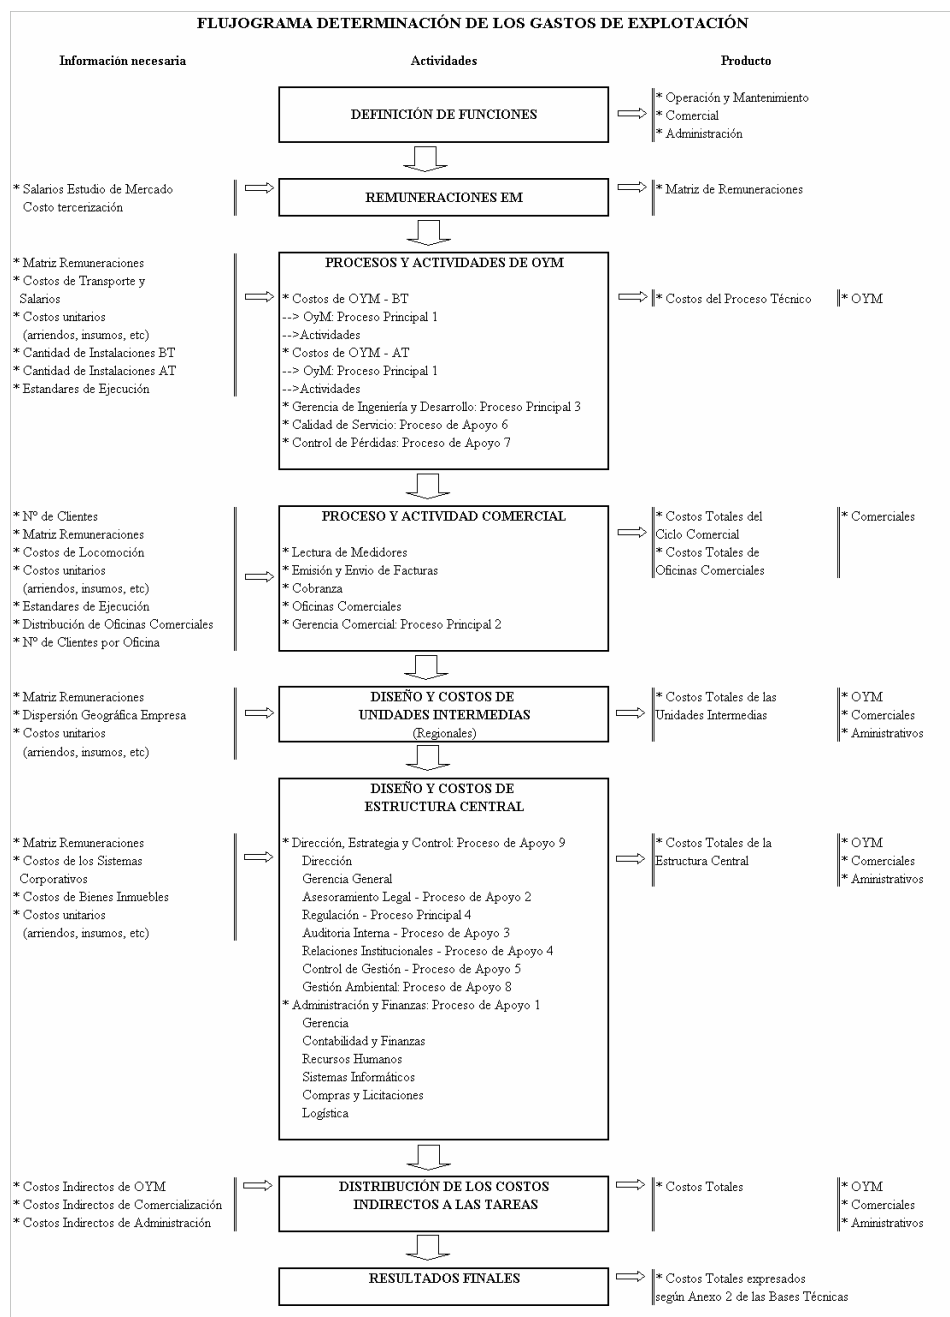 FLUJOGRAMA DETERMINACIÓN DE LOS GASTOS DE EXPLOTACIÓN
Información necesaria
Actividades
Producto
DEFINICIÓN DE FUNCIONES
* Operación y Mantenimiento
* Comercial
* Administración
* Salarios Estudio de Mercado
Costo tercerización
REMUNERACIONES EM
* Matriz de Remuneraciones
* Matriz Remuneraciones
* Costos de Transporte y
Salarios
* Costos unitarios
(arriendos, insumos, etc)
* Cantidad de Instalaciones BT
* Cantidad de Instalaciones AT
* Estandares de Ejecución
PROCESOS Y ACTIVIDADES DE OYM
* Costos de OYM - BT
--> OyM: Proceso Principal 1
-->Actividades
* Costos de OYM - AT
--> OyM: Proceso Principal 1
-->Actividades
* Gerencia de Ingeniería y Desarrollo: Proceso Principal 3
* Calidad de Servicio: Proceso de Apoyo 6
* Control de Pérdidas: Proceso de Apoyo 7
* Costos del Proceso Técnico
* OYM
* Nº de Clientes
* Matriz Remuneraciones
* Costos de Locomoción
* Costos unitarios
(arriendos, insumos, etc)
* Estandares de Ejecución
* Distribución de Oficinas Comerciales
* Nº de Clientes por Oficina
PROCESO Y ACTIVIDAD COMERCIAL
* Lectura de Medidores
* Emisión y Envio de Facturas
* Cobranza
* Oficinas Comerciales
* Gerencia Comercial: Proceso Principal 2
* Costos Totales del
Ciclo Comercial
* Costos Totales de
Oficinas Comerciales
* Comerciales
* Matriz Remuneraciones
* Dispersión Geográfica Empresa
* Costos unitarios
(arriendos, insumos, etc)
DISEÑO Y COSTOS DE
UNIDADES INTERMEDIAS
(Regionales)
* Costos Totales de las
Unidades Intermedias
* OYM
* Comerciales
* Aministrativos
* Matriz Remuneraciones
* Costos de los Sistemas
Corporativos
* Costos de Bienes Inmuebles
* Costos unitarios
(arriendos, insumos, etc)
DISEÑO Y COSTOS DE
ESTRUCTURA CENTRAL
* Dirección, Estrategia y Control: Proceso de Apoyo 9
Dirección
Gerencia General
Asesoramiento Legal - Proceso de Apoyo 2
Regulación - Proceso Principal 4
Auditoria Interna - Proceso de Apoyo 3
Relaciones Institucionales - Proceso de Apoyo 4
Control de Gestión - Proceso de Apoyo 5
Gestión Ambiental: Proceso de Apoyo 8
* Administración y Finanzas: Proceso de Apoyo 1
Gerencia
Contabilidad y Finanzas
Recursos Humanos
Sistemas Informáticos
Compras y Licitaciones
Logística
* Costos Totales de la
Estructura Central
* OYM
* Comerciales
* Aministrativos
* Costos Indirectos de OYM
* Costos Indirectos de Comercialización
* Costos Indirectos de Administración
DISTRIBUCIÓN DE LOS COSTOS
INDIRECTOS A LAS TAREAS
* Costos Totales
* OYM
* Comerciales
* Aministrativos
RESULTADOS FINALES
* Costos Totales expresados
según Anexo 2 de las Bases Técnicas